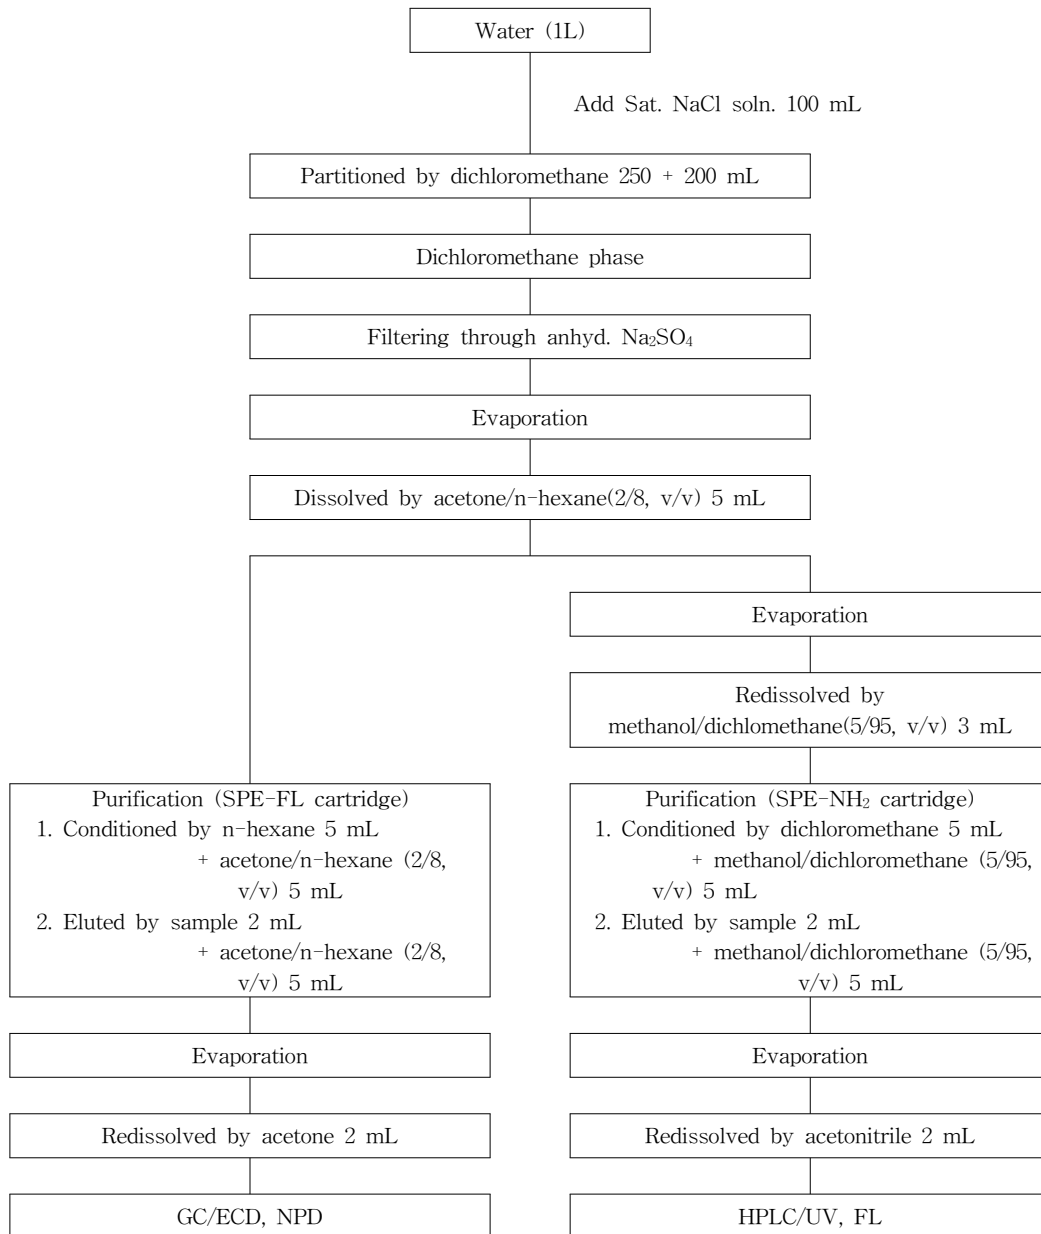 Water (1L)
Add Sat. NaCl soln. 100 mL
Partitioned by dichloromethane 250 + 200 mL
Dichloromethane phase
Filtering through anhyd. Na₂SO₄
Evaporation
Dissolved by acetone/n-hexane(2/8, v/v) 5 mL
Evaporation
Redissolved by
methanol/dichlomethane(5/95, v/v) 3 mL
Purification (SPE-FL cartridge)
1. Conditioned by n-hexane 5 mL
+ acetone/n-hexane (2/8,
v/v) 5 mL
2. Eluted by sample 2 mL
+ acetone/n-hexane (2/8,
v/v) 5 mL
Purification (SPE-NH₂ cartridge)
1. Conditioned by dichloromethane 5 mL
+ methanol/dichloromethane (5/95,
v/v) 5 mL
2. Eluted by sample 2 mL
+ methanol/dichloromethane (5/95,
v/v) 5 mL
Evaporation
Evaporation
Redissolved by acetone 2 mL
Redissolved by acetonitrile 2 mL
GC/ECD, NPD
HPLC/UV, FL